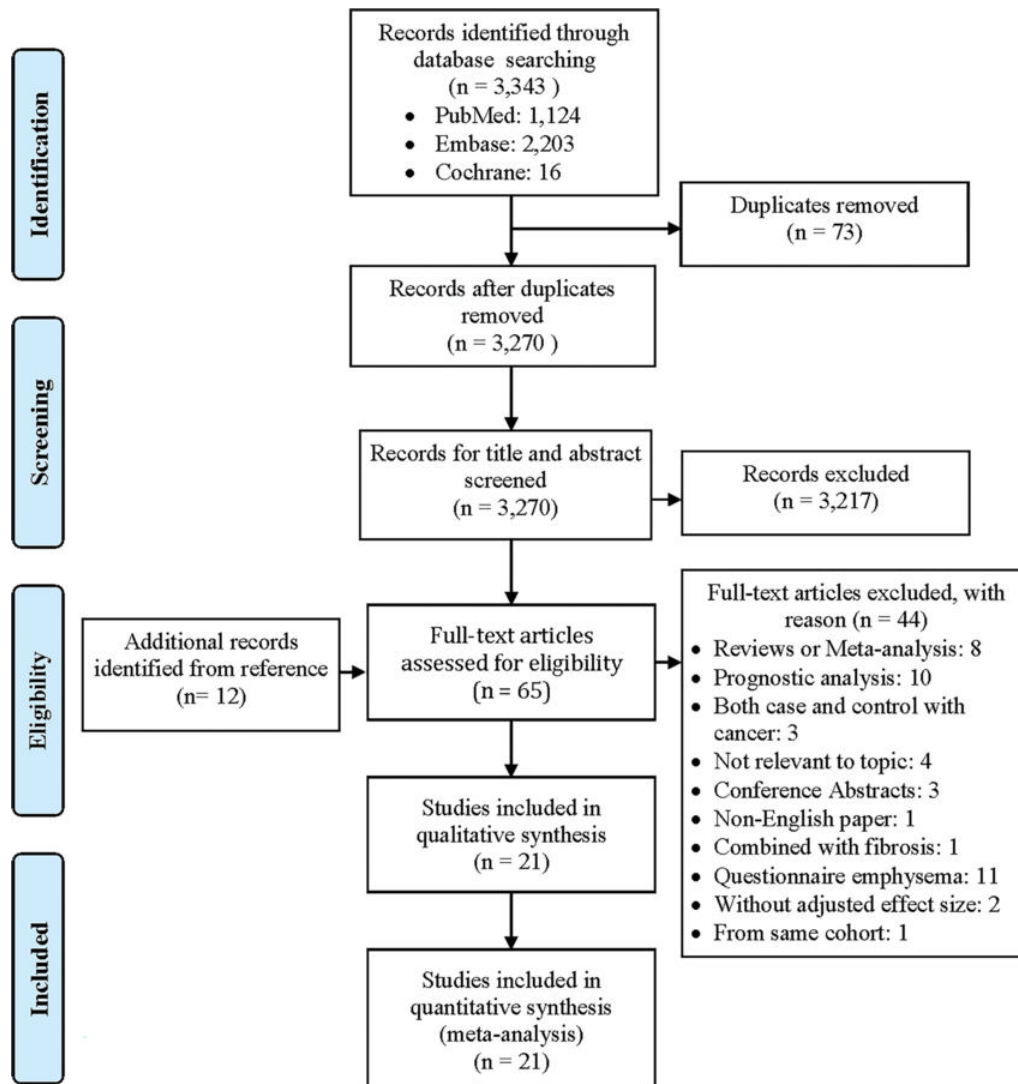 Identification
Records identified through
database searching
(n = 3,343 )
• PubMed: 1,124
• Embase: 2,203
• Cochrane: 16
Duplicates removed
(n = 73)
Records after duplicates
removed
(n = 3,270 )
Screening
Records for title and abstract
screened
(n = 3,270)
Records excluded
(n = 3,217)
Eligibility
Additional records
identified from reference
(n= 12)
Full-text articles
assessed for eligibility
(n = 65)
Full-text articles excluded, with
reason (n = 44)
• Reviews or Meta-analysis: 8
• Prognostic analysis: 10
• Both case and control with
cancer: 3
• Not relevant to topic: 4
• Conference Abstracts: 3
• Non-English paper: 1
• Combined with fibrosis: 1
• Questionnaire emphysema: 11
• Without adjusted effect size: 2
• From same cohort: 1
Studies included in
qualitative synthesis
(n = 21)
Included
Studies included in
quantitative synthesis
(meta-analysis)
(n = 21)